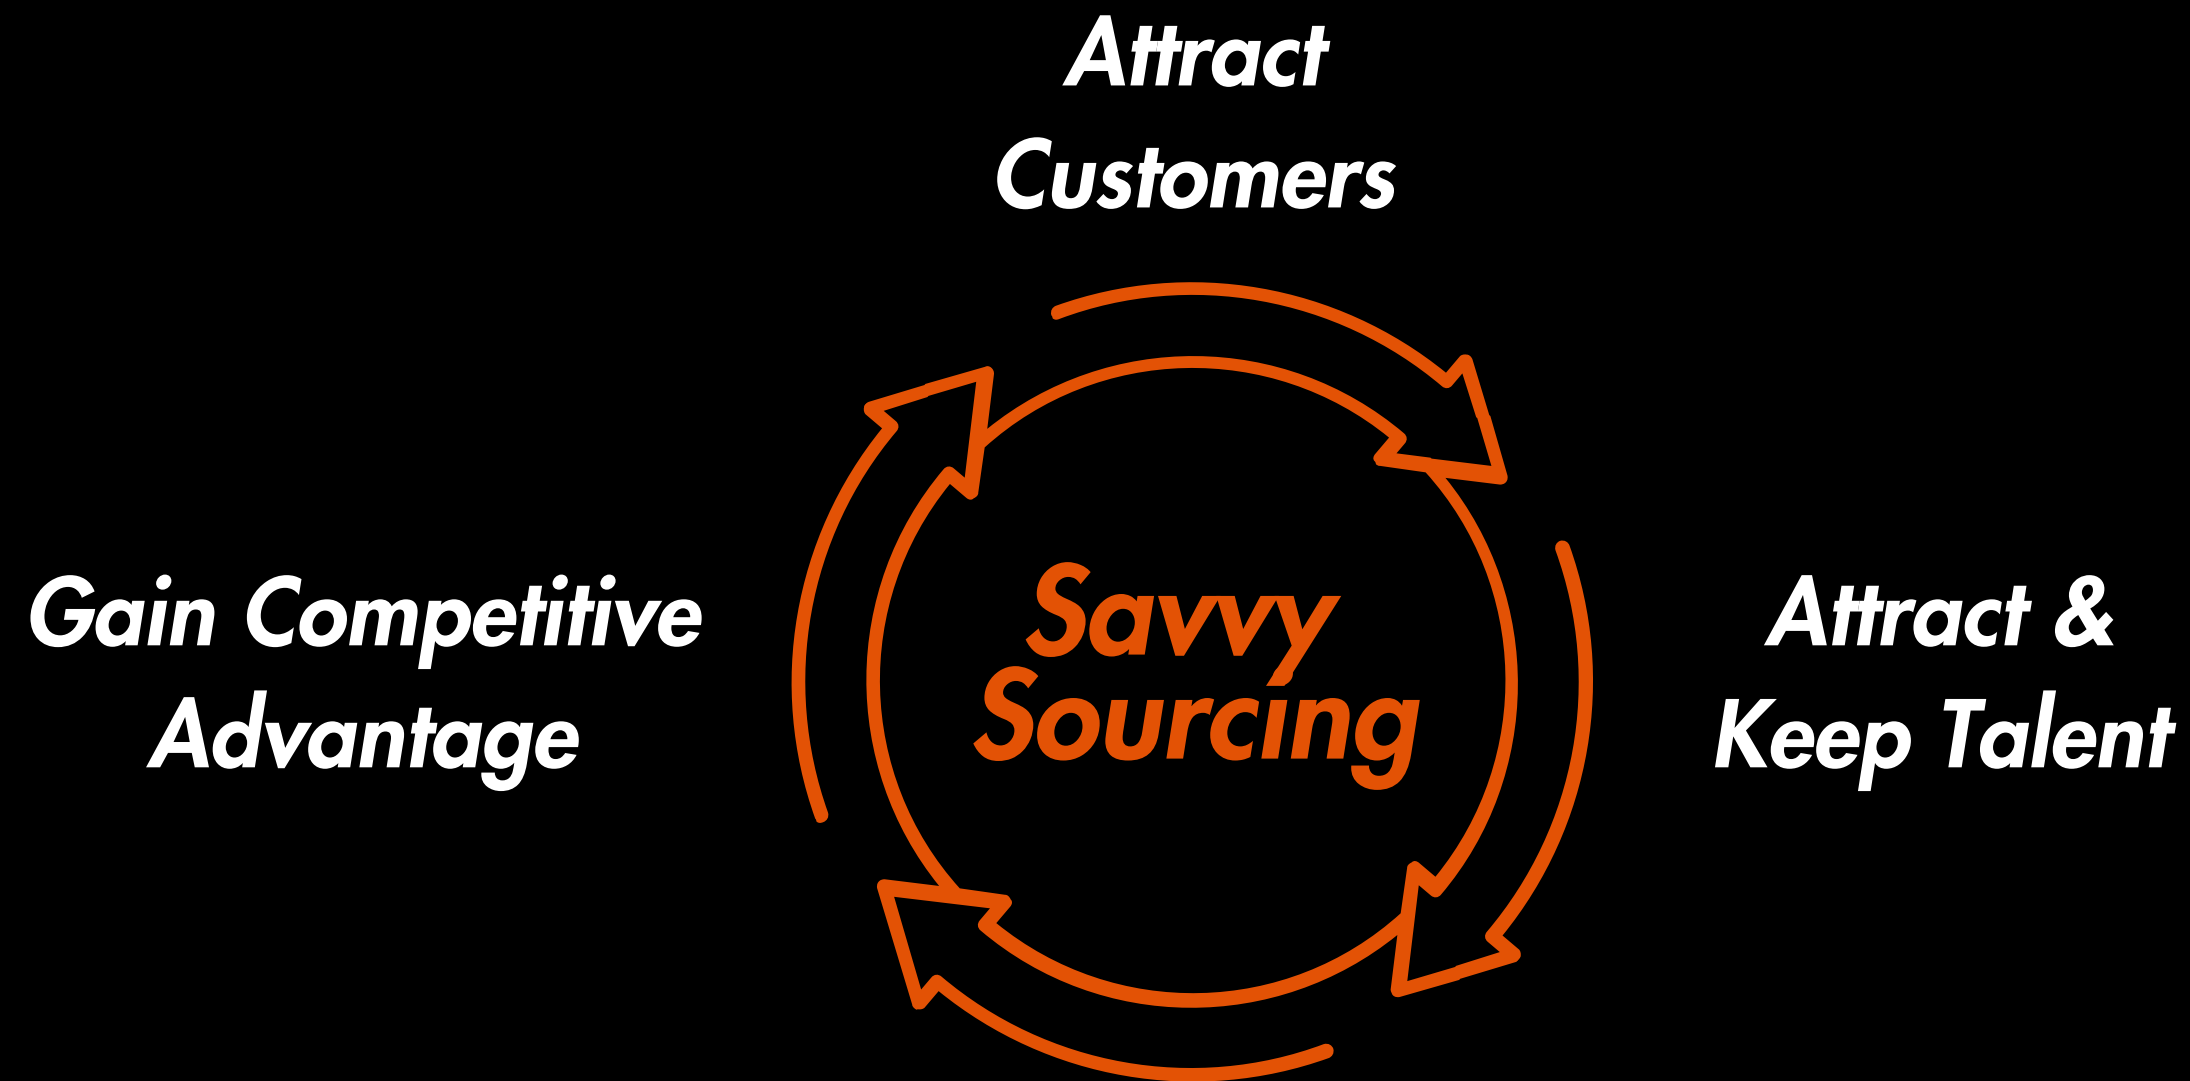 Attract
Customers
Gain Competitive
Advantage
Savvy
Sourcing
Attract &
Keep Talent